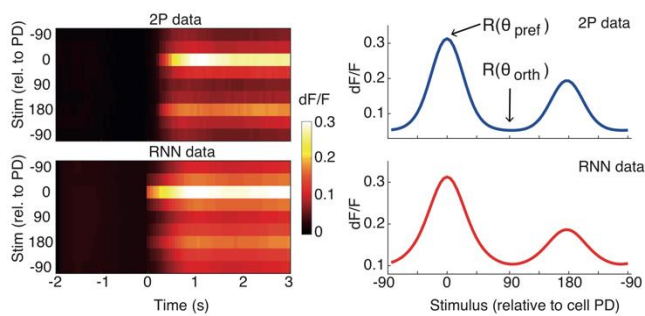 2P data
Stim (rel. to PD)
-90
0
90
180
-90
RNN data
Stim (rel. to PD)
-90
0
90
180
-90
-2
-1
0
1
2
3
Time (s)
dF/F
0.3
0.2
0.1
0
2P data
R(θpref)
R(θorth)
dF/F
0.3
0.2
0.1
RNN data
dF/F
0.3
0.2
0.1
-90
0
90
180
-90
Stimulus (relative to cell PD)